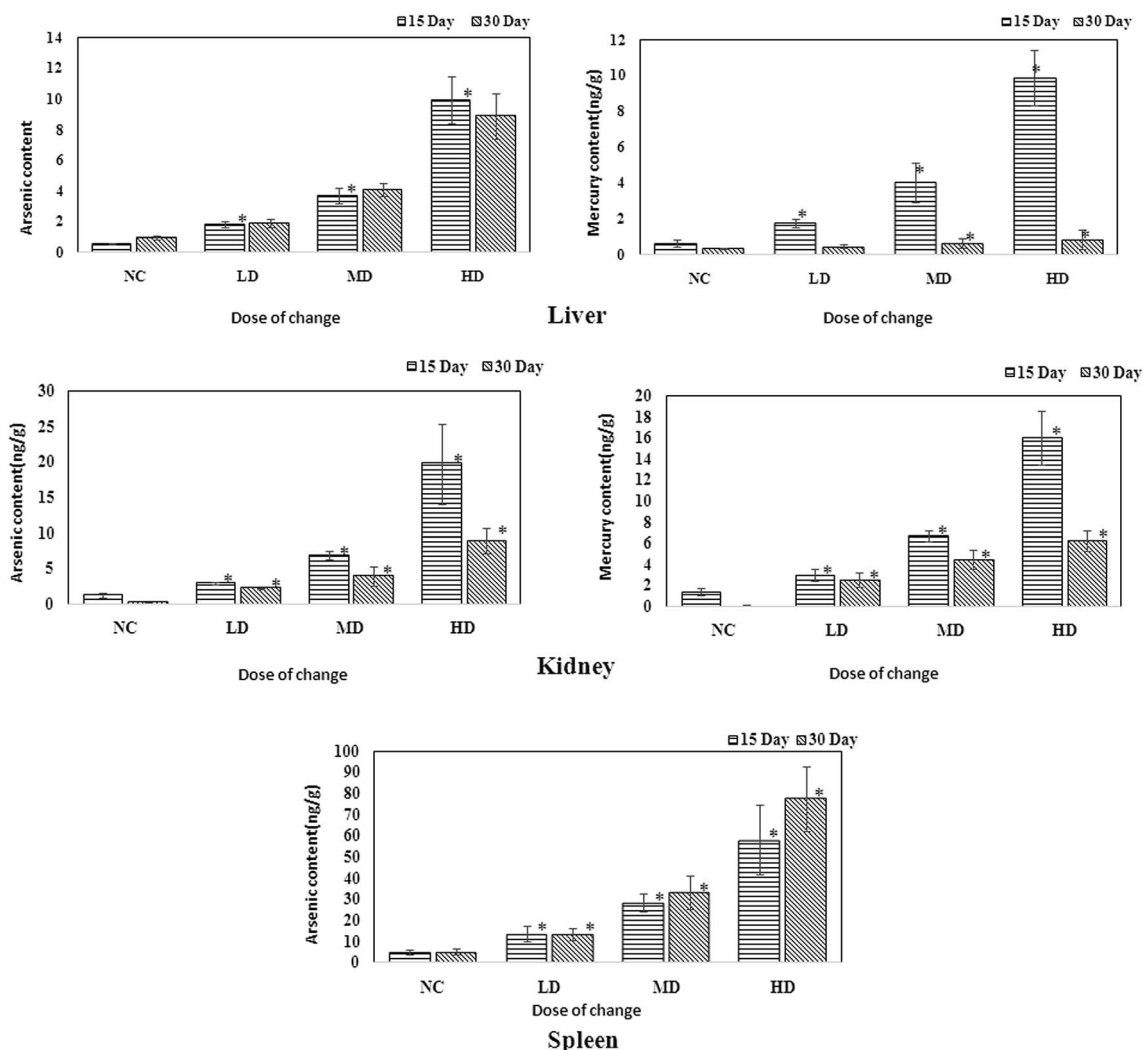 15 Day 30 Day
Arsenic content
14
12
10
8
6
4
2
0
* * *
NC LD MD HD
Dose of change
15 Day 30 Day
Mercury content(ng/g)
12
10
8
6
4
2
0
* * * * *
NC LD MD HD
Dose of change
Liver
15 Day 30 Day
Arsenic content(ng/g)
30
25
20
15
10
5
0
* * * * * *
NC LD MD HD
Dose of change
15 Day 30 Day
Mercury content(ng/g)
20
18
16
14
12
10
8
6
4
2
0
* * * * * *
NC LD MD HD
Dose of change
Kidney
15 Day 30 Day
Arsenic content(ng/g)
100
90
80
70
60
50
40
30
20
10
0
* * * * * *
NC LD MD HD
Dose of change
Spleen